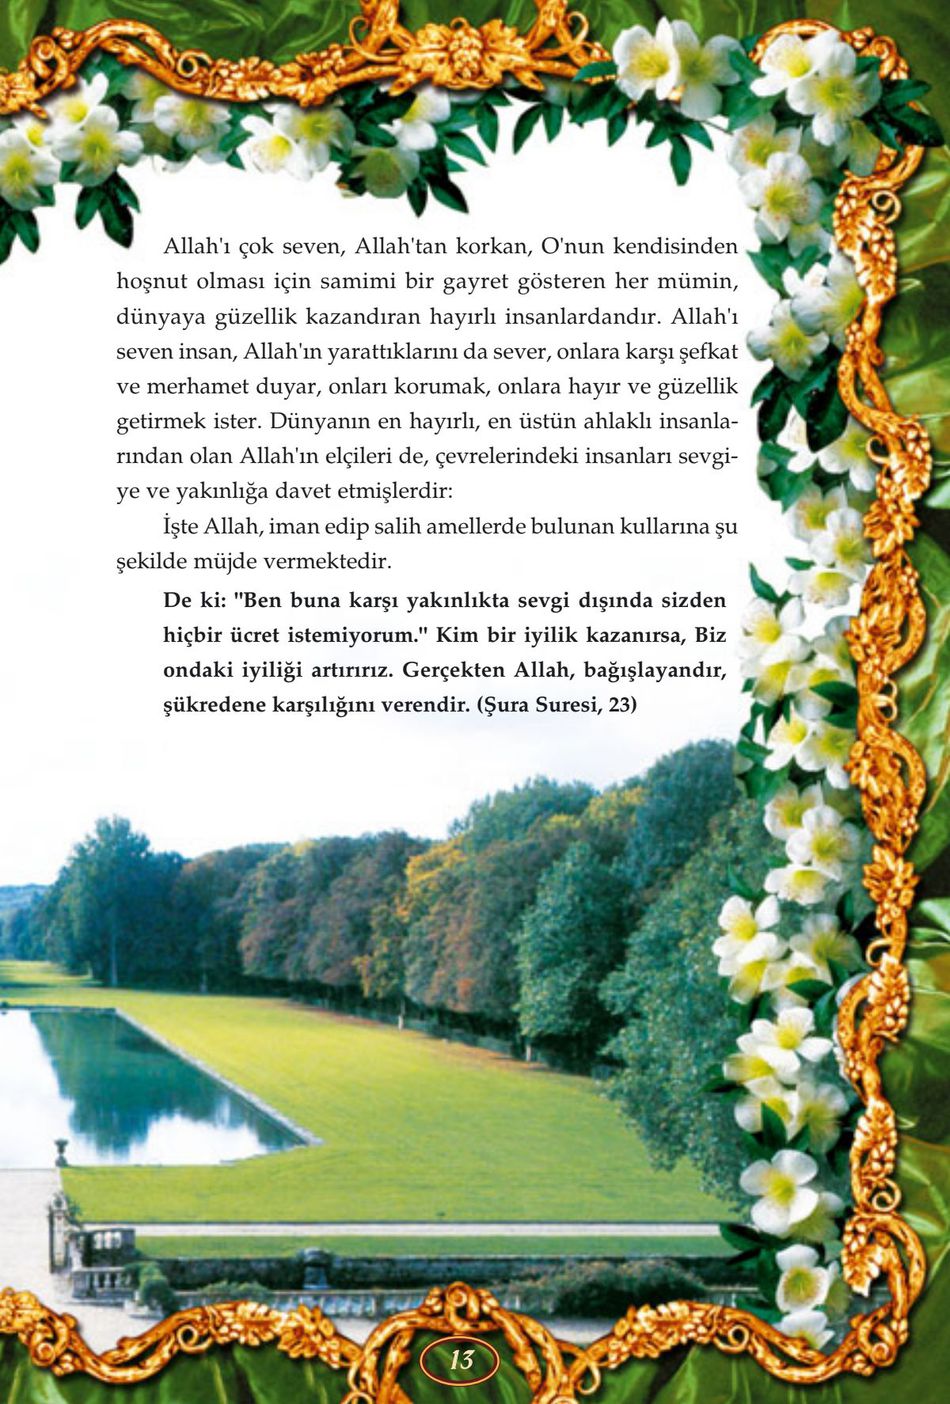 Allah'ı çok seven, Allah'tan korkan, O'nun kendisinden
hoşnut olması için samimi bir gayret gösteren her mümin,
dünyaya güzellik kazandıran hayırlı insanlardandır. Allah'ı
seven insan, Allah'ın yarattıklarını da sever, onlara karşı şefkat
ve merhamet duyar, onları korumak, onlara hayır ve güzellik
getirmek ister. Dünyanın en hayırlı, en üstün ahlaklı insanla-
rından olan Allah'ın elçileri de, çevrelerindeki insanları sevgi-
ye ve yakınlığa davet etmişlerdir:
İşte Allah, iman edip salih amellerde bulunan kullarına şu
şekilde müjde vermektedir.
De ki: "Ben buna karşı yakınlıkta sevgi dışında sizden
hiçbir ücret istemiyorum." Kim bir iyilik kazanırsa, Biz
ondaki iyiliği artırırız. Gerçekten Allah, bağışlayandır,
şükredene karşılığını verendir. (Şura Suresi, 23)
13